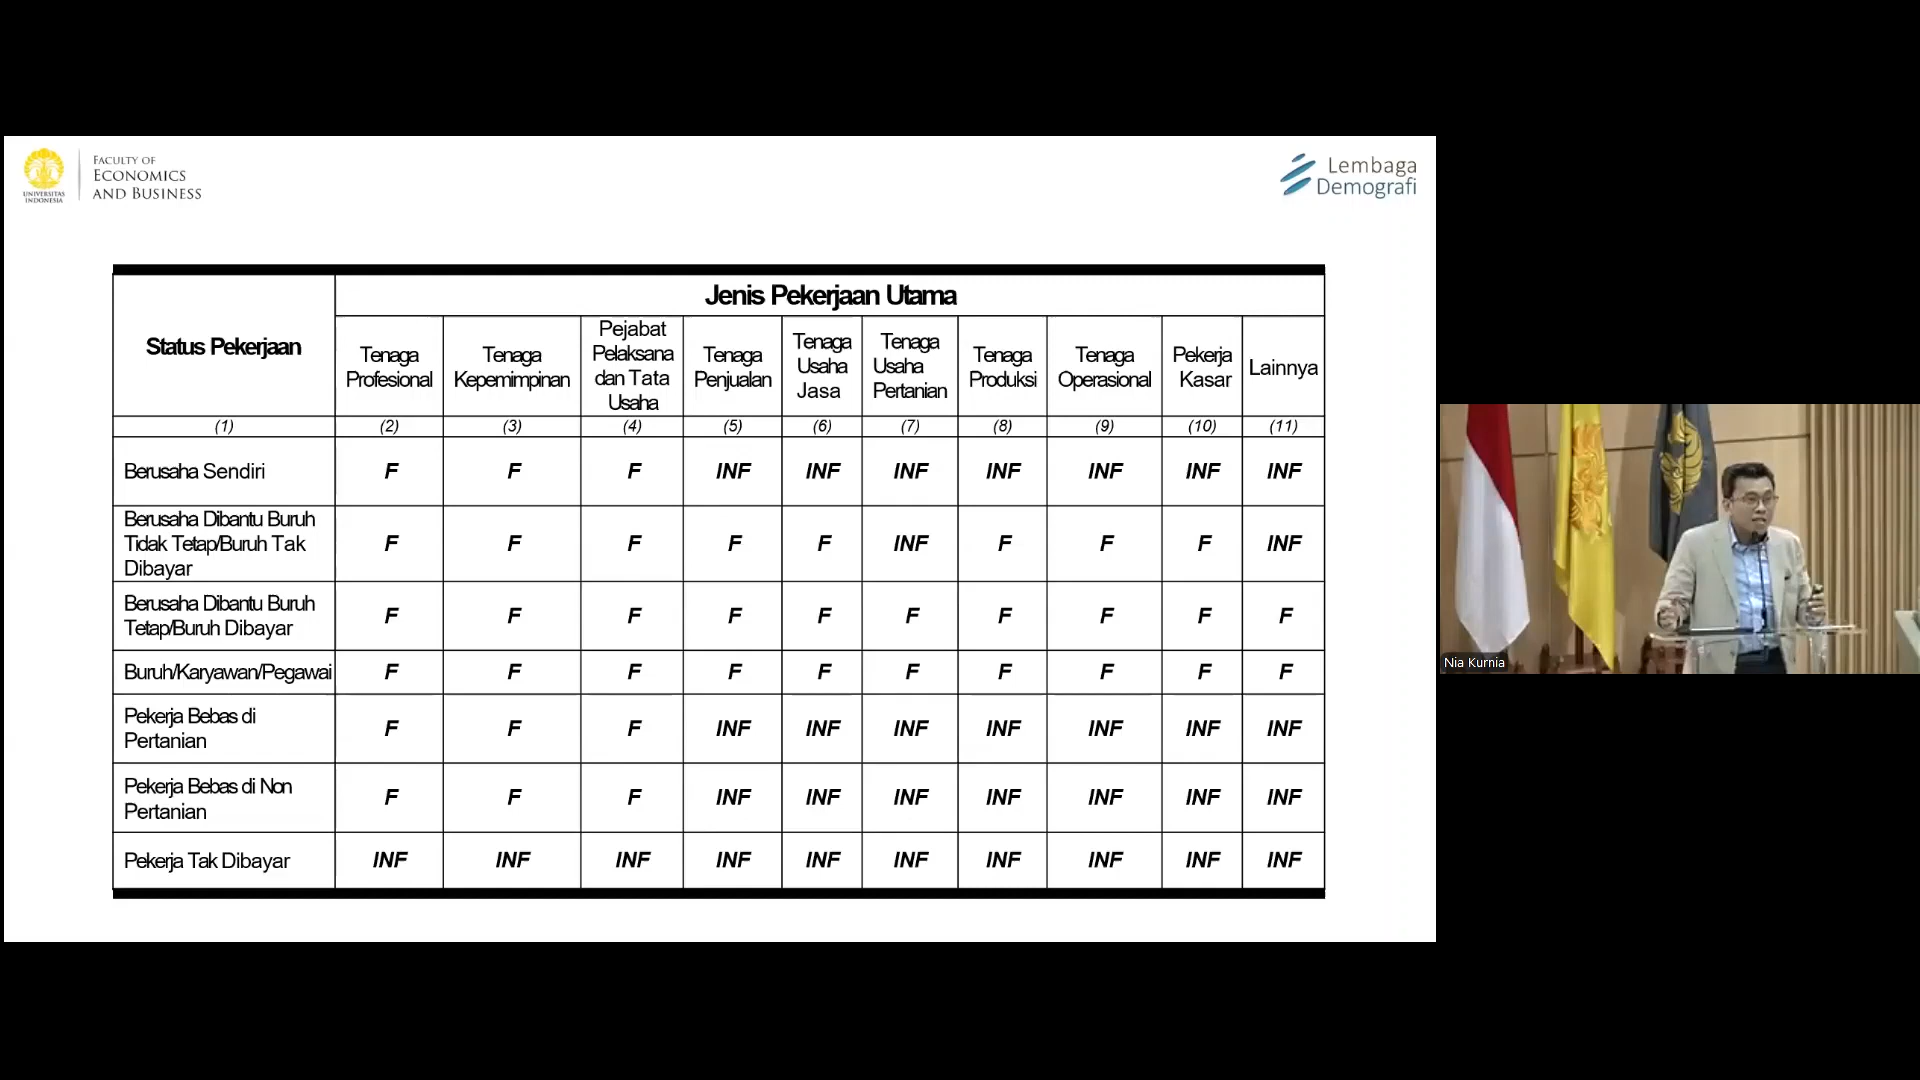 FACULTY OF
ECONOMICS
AND BUSINESS
UNIVERSITAS
INDONESIA
Lembaga
Demografi
Status Pekerjaan
Jenis Pekerjaan Utama
Tenaga
Profesional
Tenaga
Kepemimpinan
Pejabat
Pelaksana
dan Tata
Usaha
Tenaga
Penjualan
Tenaga
Usaha
Jasa
Tenaga
Usaha
Pertanian
Tenaga
Produksi
Tenaga
Operasional
Pekerja
Kasar
Lainnya
(1) (2) (3) (4) (5) (6) (7) (8) (9) (10) (11)
Berusaha Sendiri F F F INF INF INF INF INF INF INF
Berusaha Dibantu Buruh
Tidak Tetap/Buruh Tak
Dibayar
F F F F F INF F F F INF
Berusaha Dibantu Buruh
Tetap/Buruh Dibayar
F F F F F F F F F F
Buruh/Karyawan/Pegawai F F F F F F F F F F
Pekerja Bebas di
Pertanian
F F F INF INF INF INF INF INF INF
Pekerja Bebas di Non
Pertanian
F F F INF INF INF INF INF INF INF
Pekerja Tak Dibayar INF INF INF INF INF INF INF INF INF INF
Nia Kurnia